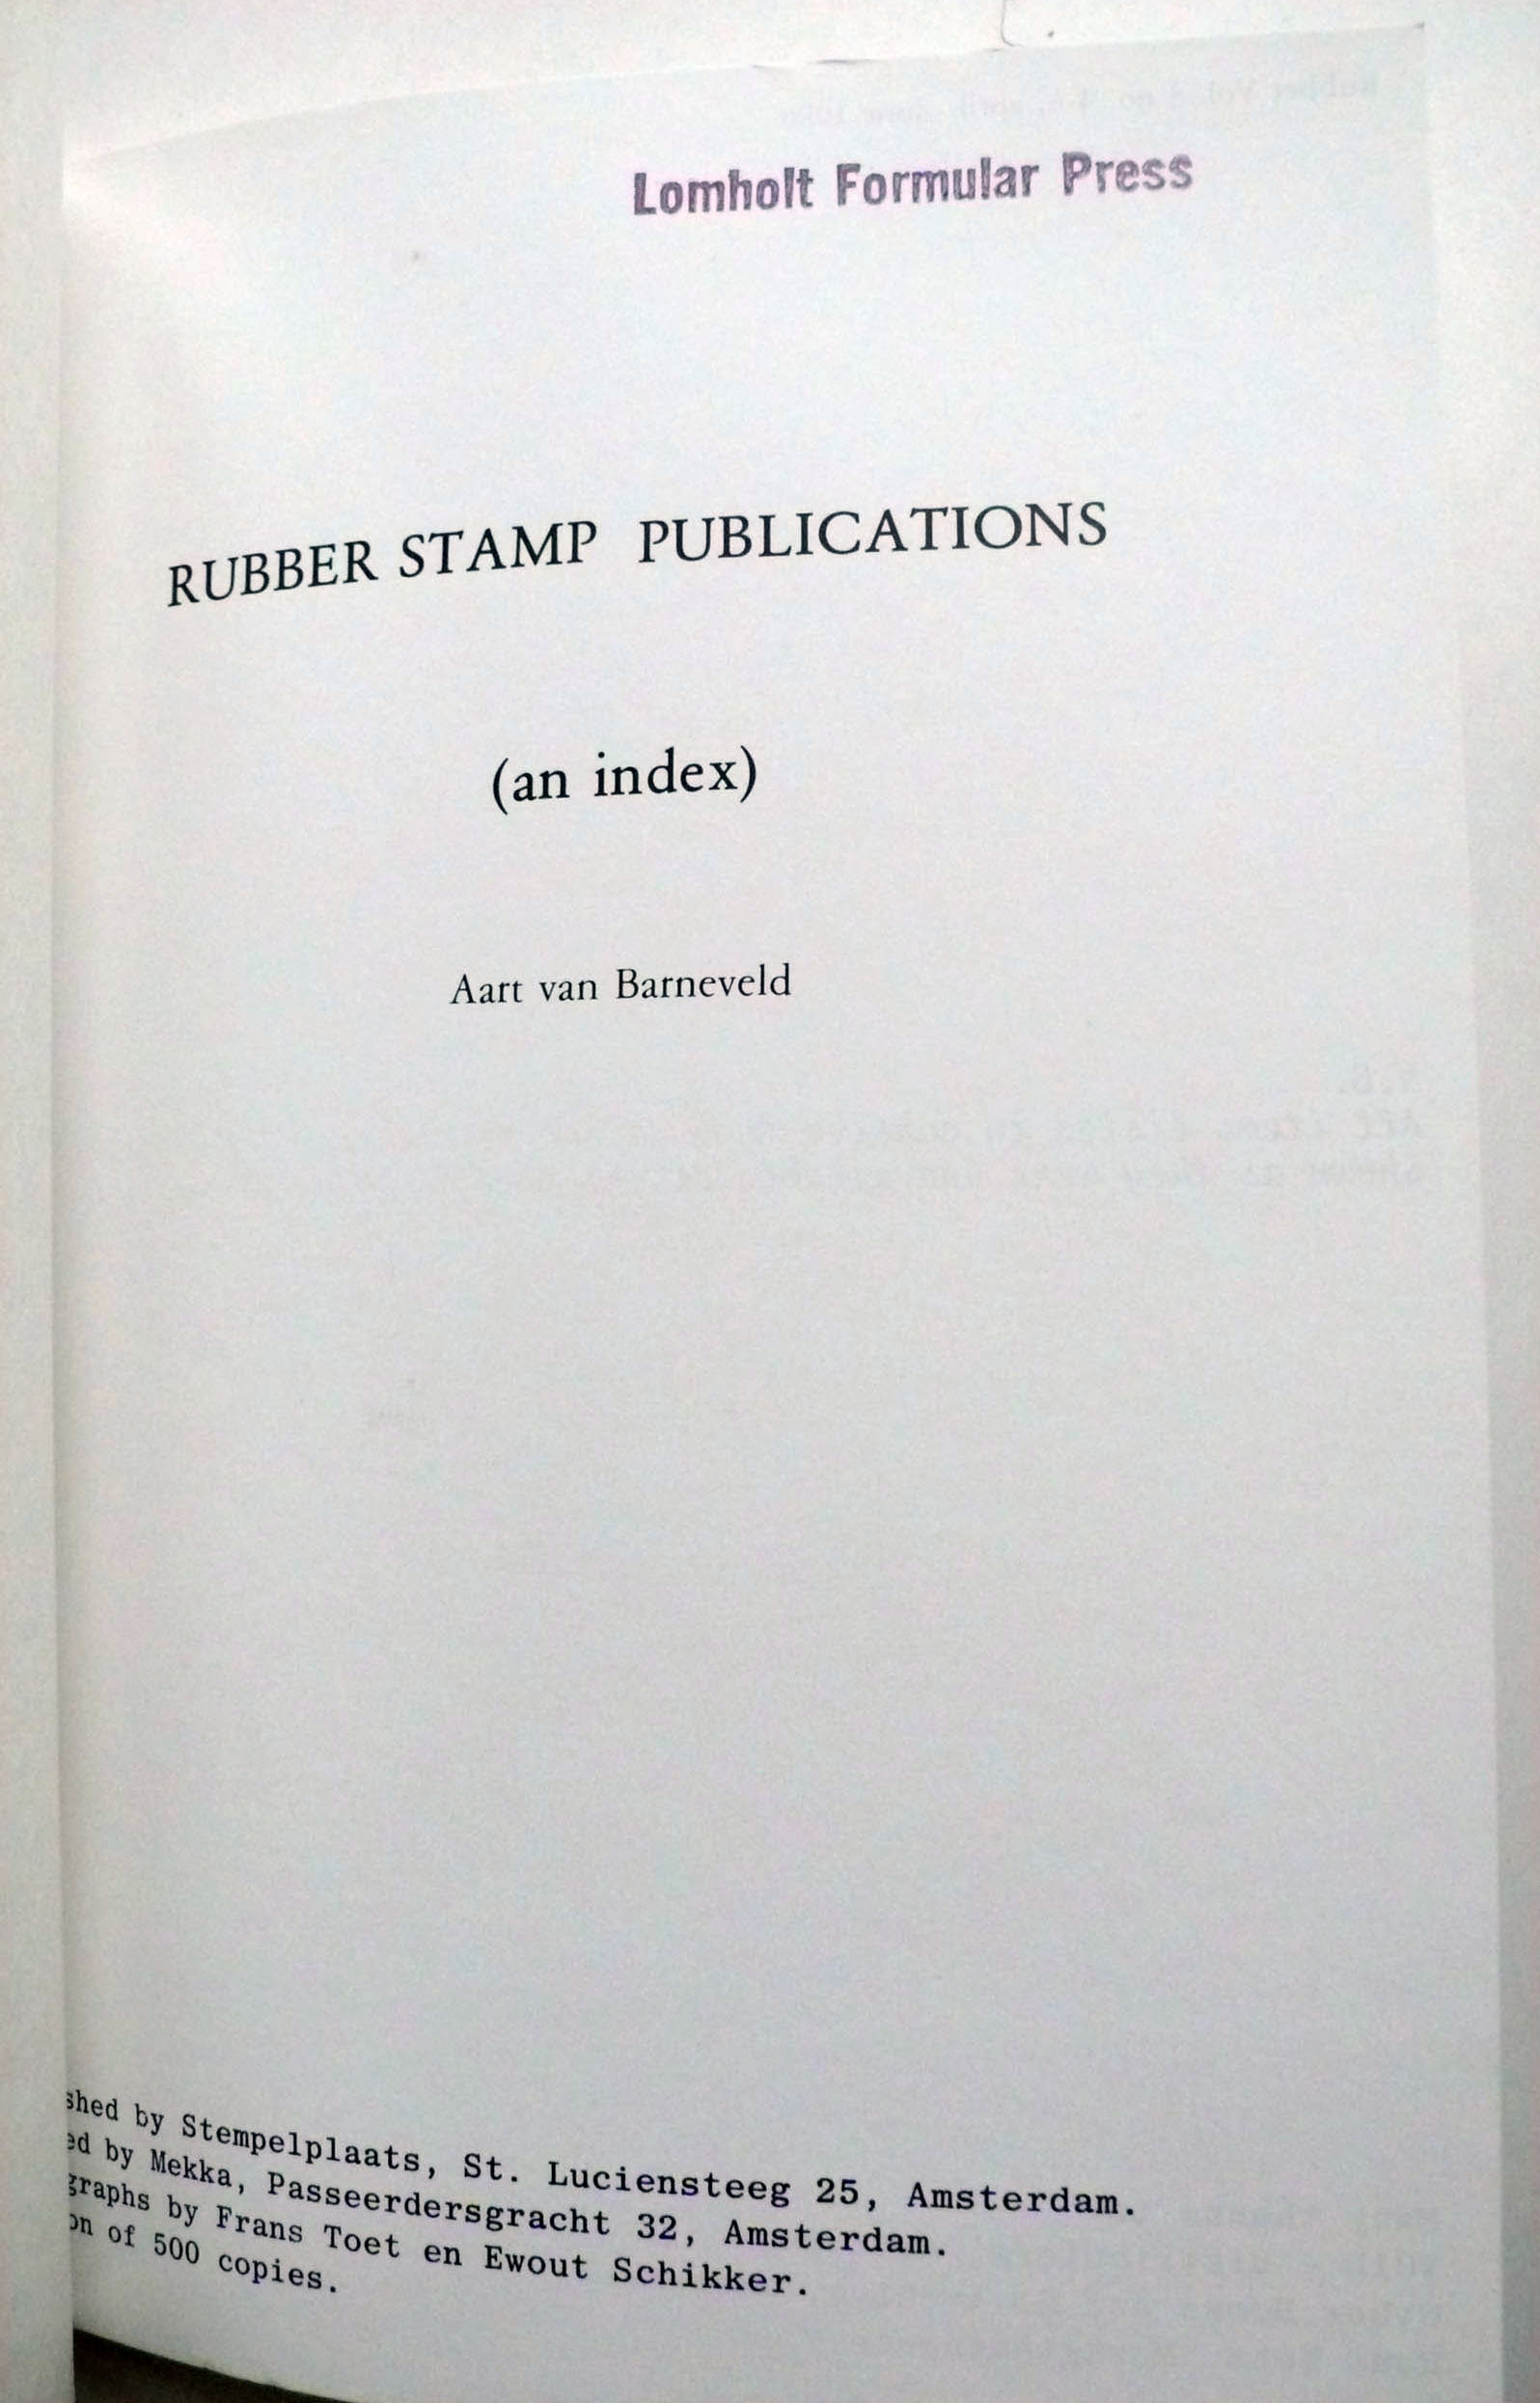 Lomholt Formular Press
RUBBER STAMP PUBLICATIONS
(an index)
Aart van Barneveld
shed by Stempelplaats, St. Luciensteeg 25, Amsterdam.
ed by Mekka, Passeerdersgracht 32, Amsterdam.
graphs by Frans Toet en Ewout Schikker.
on of 500 copies.